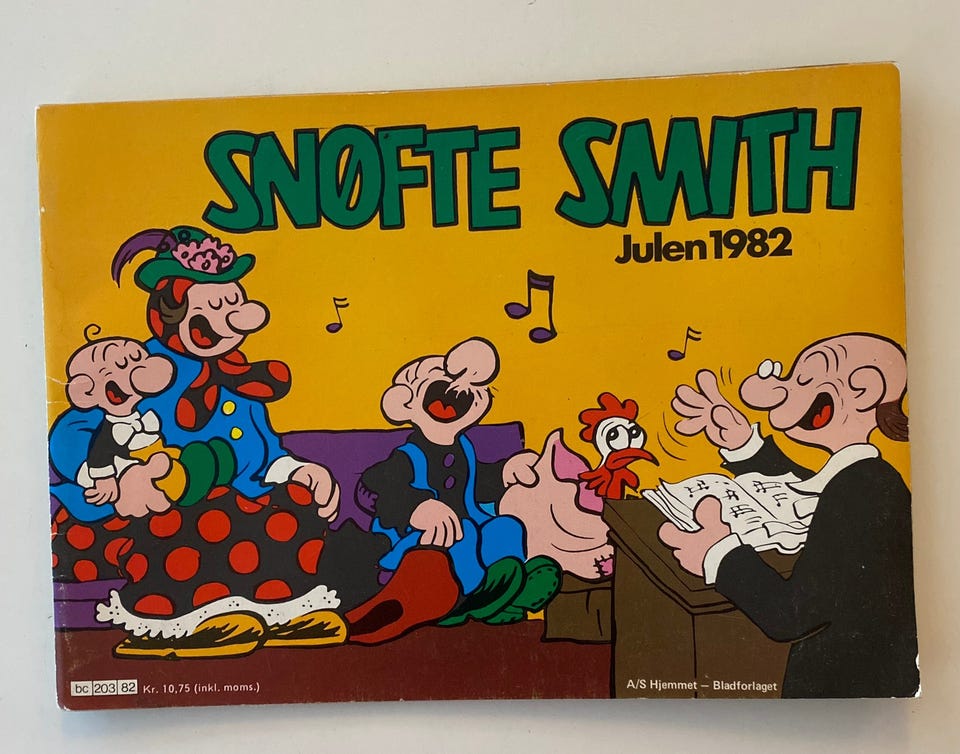 SNØFTE SMITH
Julen 1982
bc 203 82 Kr. 10,75 (inkl. moms.)
A/S Hjemmet – Bladforlaget